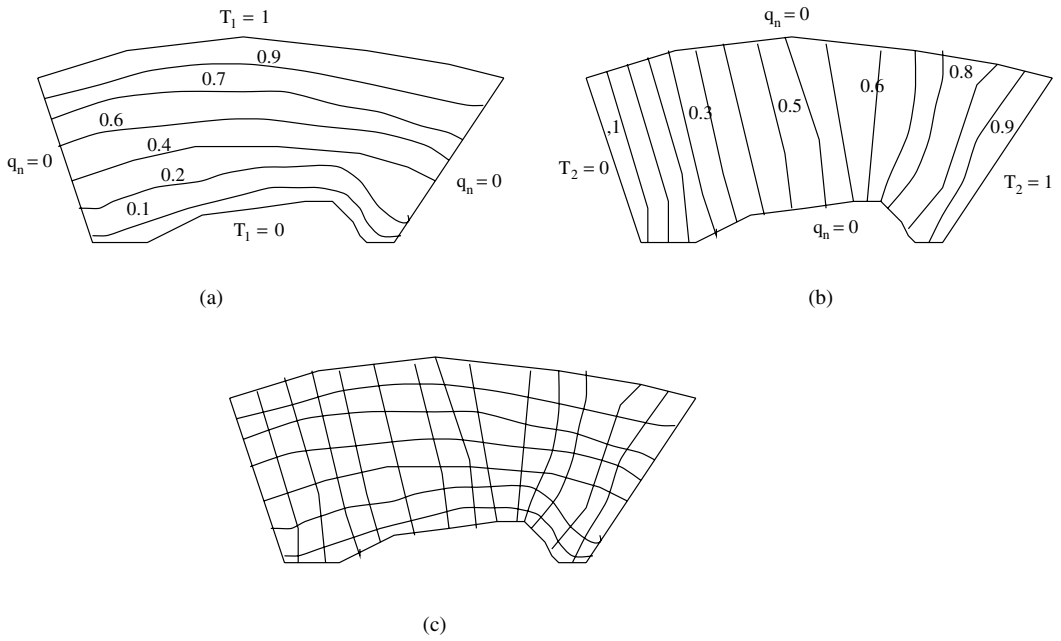 T1 = 1
0.9
0.7
0.6
0.4
0.2
0.1
qn = 0
qn = 0
T1 = 0
(a)
qn = 0
0.8
0.6
0.5
0.3
,1
0.9
T2 = 0
T2 = 1
qn = 0
(b)
(c)